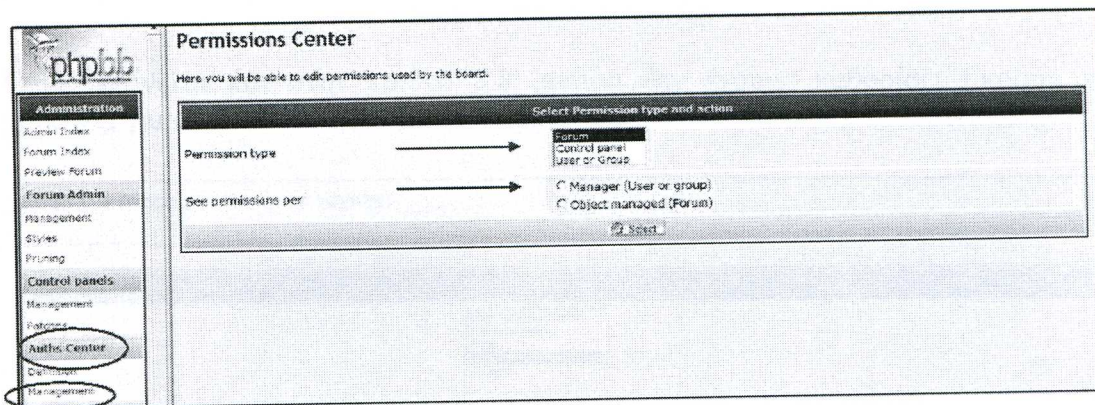 phpbb
Administration
Admin Index
Forum Index
Preview Forum
Forum Admin
Management
Styles
Pruning
Control panels
Management
Patches
Auths Center
Definition
Management
Permissions Center
Here you will be able to edit permissions used by the board.
Select Permission type and action
Permission type
Forum
Control panel
User or Group
See permissions per
Manager (User or group)
Object managed (Forum)
Select